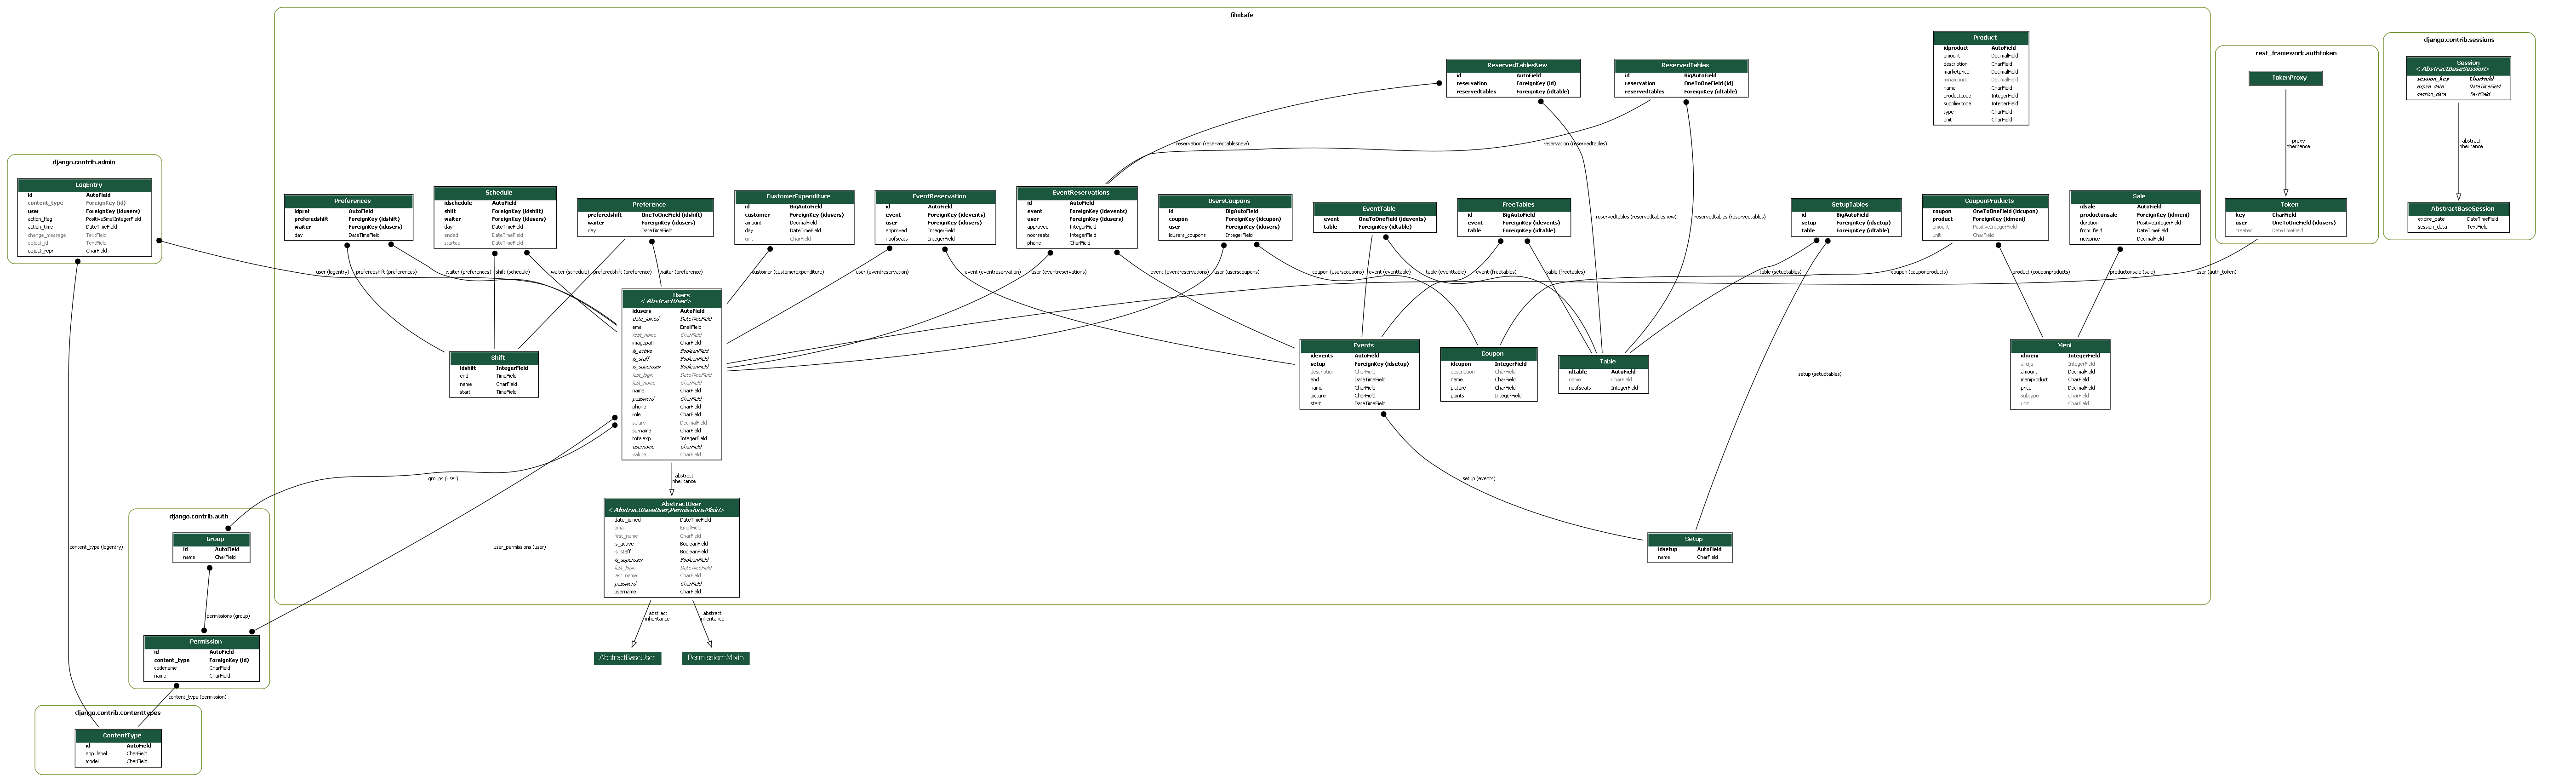 filmkafe
Product
idproduct AutoField
amount DecimalField
description CharField
marketprice DecimalField
minamount DecimalField
name CharField
productcode IntegerField
suppliercode IntegerField
type CharField
unit CharField
ReservedTablesNew
id AutoField
reservation ForeignKey (id)
reservedtables ForeignKey (idtable)
ReservedTables
id BigAutoField
reservation OneToOneField (id)
reservedtables ForeignKey (idtable)
rest_framework.authtoken
TokenProxy
proxy
inheritance
Token
key CharField
user OneToOneField (idusers)
created DateTimeField
django.contrib.sessions
Session
<AbstractBaseSession>
session_key CharField
expire_date DateTimeField
session_data TextField
abstract
inheritance
AbstractBaseSession
expire_date DateTimeField
session_data TextField
reservation (reservedtablesnew)
reservation (reservedtables)
reservedtables (reservedtablesnew)
reservedtables (reservedtables)
django.contrib.admin
LogEntry
id AutoField
content_type ForeignKey (id)
user ForeignKey (idusers)
action_flag PositiveSmallIntegerField
action_time DateTimeField
change_message TextField
object_id TextField
object_repr CharField
Preferences
idpref AutoField
preferedshift ForeignKey (idshift)
waiter ForeignKey (idusers)
day DateTimeField
Schedule
idschedule AutoField
shift ForeignKey (idshift)
waiter ForeignKey (idusers)
day DateTimeField
ended DateTimeField
started DateTimeField
Preference
preferedshift OneToOneField (idshift)
waiter ForeignKey (idusers)
day DateTimeField
CustomerExpenditure
id BigAutoField
customer ForeignKey (idusers)
amount DecimalField
day DateTimeField
unit CharField
EventReservation
id AutoField
event ForeignKey (idevents)
user ForeignKey (idusers)
approved IntegerField
noofseats IntegerField
EventReservations
id AutoField
event ForeignKey (idevents)
user ForeignKey (idusers)
approved IntegerField
noofseats IntegerField
phone CharField
UsersCoupons
id BigAutoField
coupon ForeignKey (idcupon)
user ForeignKey (idusers)
idusers_coupons IntegerField
EventTable
event OneToOneField (idevents)
table ForeignKey (idtable)
FreeTables
id BigAutoField
event ForeignKey (idevents)
table ForeignKey (idtable)
SetupTables
id BigAutoField
setup ForeignKey (idsetup)
table ForeignKey (idtable)
CouponProducts
coupon OneToOneField (idcupon)
product ForeignKey (idmeni)
amount PositiveIntegerField
unit CharField
Sale
idsale AutoField
productonsale ForeignKey (idmeni)
duration PositiveIntegerField
from_field DateTimeField
newprice DecimalField
user (logentry)
preferedshift (preferences)
waiter (preferences)
shift (schedule)
waiter (schedule)
preferedshift (preference)
waiter (preference)
customer (customerexpenditure)
user (eventreservation)
event (eventreservation)
user (eventreservations)
event (eventreservations)
user (userscoupons)
coupon (userscoupons)
event (eventtable)
table (eventtable)
event (freetables)
table (freetables)
table (setuptables)
coupon (couponproducts)
product (couponproducts)
productonsale (sale)
user (auth_token)
Users
<AbstractUser>
idusers AutoField
date_joined DateTimeField
email EmailField
first_name CharField
imagepath CharField
is_active BooleanField
is_staff BooleanField
is_superuser BooleanField
last_login DateTimeField
last_name CharField
name CharField
password CharField
phone CharField
role CharField
salary DecimalField
surname CharField
totalexp IntegerField
username CharField
valute CharField
Shift
idshift IntegerField
end TimeField
name CharField
start TimeField
Events
idevents AutoField
setup ForeignKey (idsetup)
description CharField
end DateTimeField
name CharField
picture CharField
start DateTimeField
Coupon
idcupon IntegerField
description CharField
name CharField
picture CharField
points IntegerField
Table
idtable AutoField
name CharField
noofseats IntegerField
setup (setuptables)
Meni
idmeni IntegerField
akcija IntegerField
amount DecimalField
meniproduct CharField
price DecimalField
subtype CharField
unit CharField
groups (user)
abstract
inheritance
setup (events)
AbstractUser
<AbstractBaseUser,PermissionsMixin>
date_joined DateTimeField
email EmailField
first_name CharField
is_active BooleanField
is_staff BooleanField
is_superuser BooleanField
last_login DateTimeField
last_name CharField
password CharField
username CharField
django.contrib.auth
Group
id AutoField
name CharField
content_type (logentry)
user_permissions (user)
Setup
idsetup AutoField
name CharField
permissions (group)
abstract
inheritance
abstract
inheritance
AbstractBaseUser
PermissionsMixin
Permission
id AutoField
content_type ForeignKey (id)
codename CharField
name CharField
content_type (permission)
django.contrib.contenttypes
ContentType
id AutoField
app_label CharField
model CharField